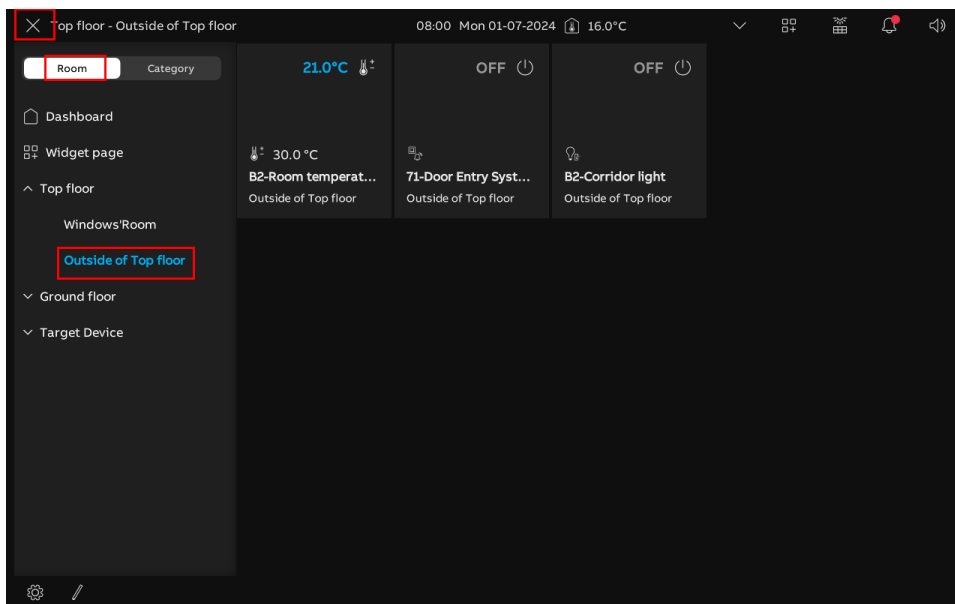 Top floor - Outside of Top floor
08:00 Mon 01-07-2024 16.0°C
Room Category
Dashboard
Widget page
Top floor
Windows'Room
Outside of Top floor
Ground floor
Target Device
21.0°C
30.0 °C
B2-Room temperat...
Outside of Top floor
OFF
71-Door Entry Syst...
Outside of Top floor
OFF
B2-Corridor light
Outside of Top floor